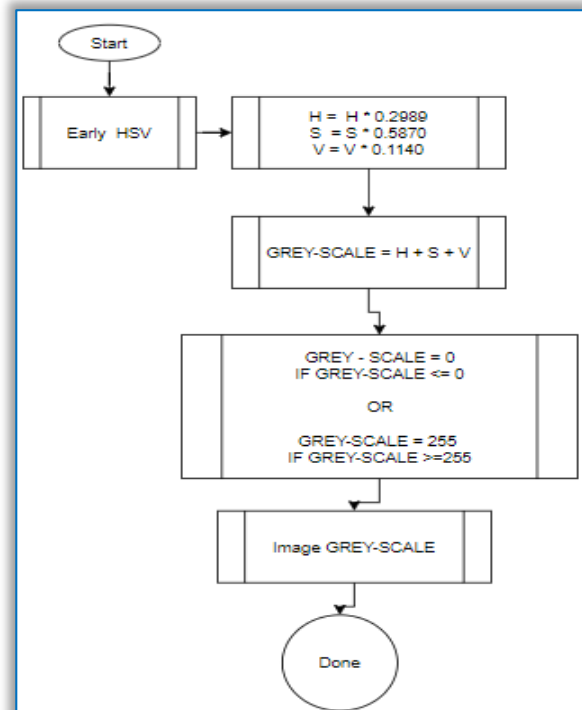 Start
Early HSV
H = H * 0.2989
S = S * 0.5870
V = V * 0.1140
GREY-SCALE = H + S + V
GREY - SCALE = 0
IF GREY-SCALE <= 0
OR
GREY-SCALE = 255
IF GREY-SCALE >=255
Image GREY-SCALE
Done